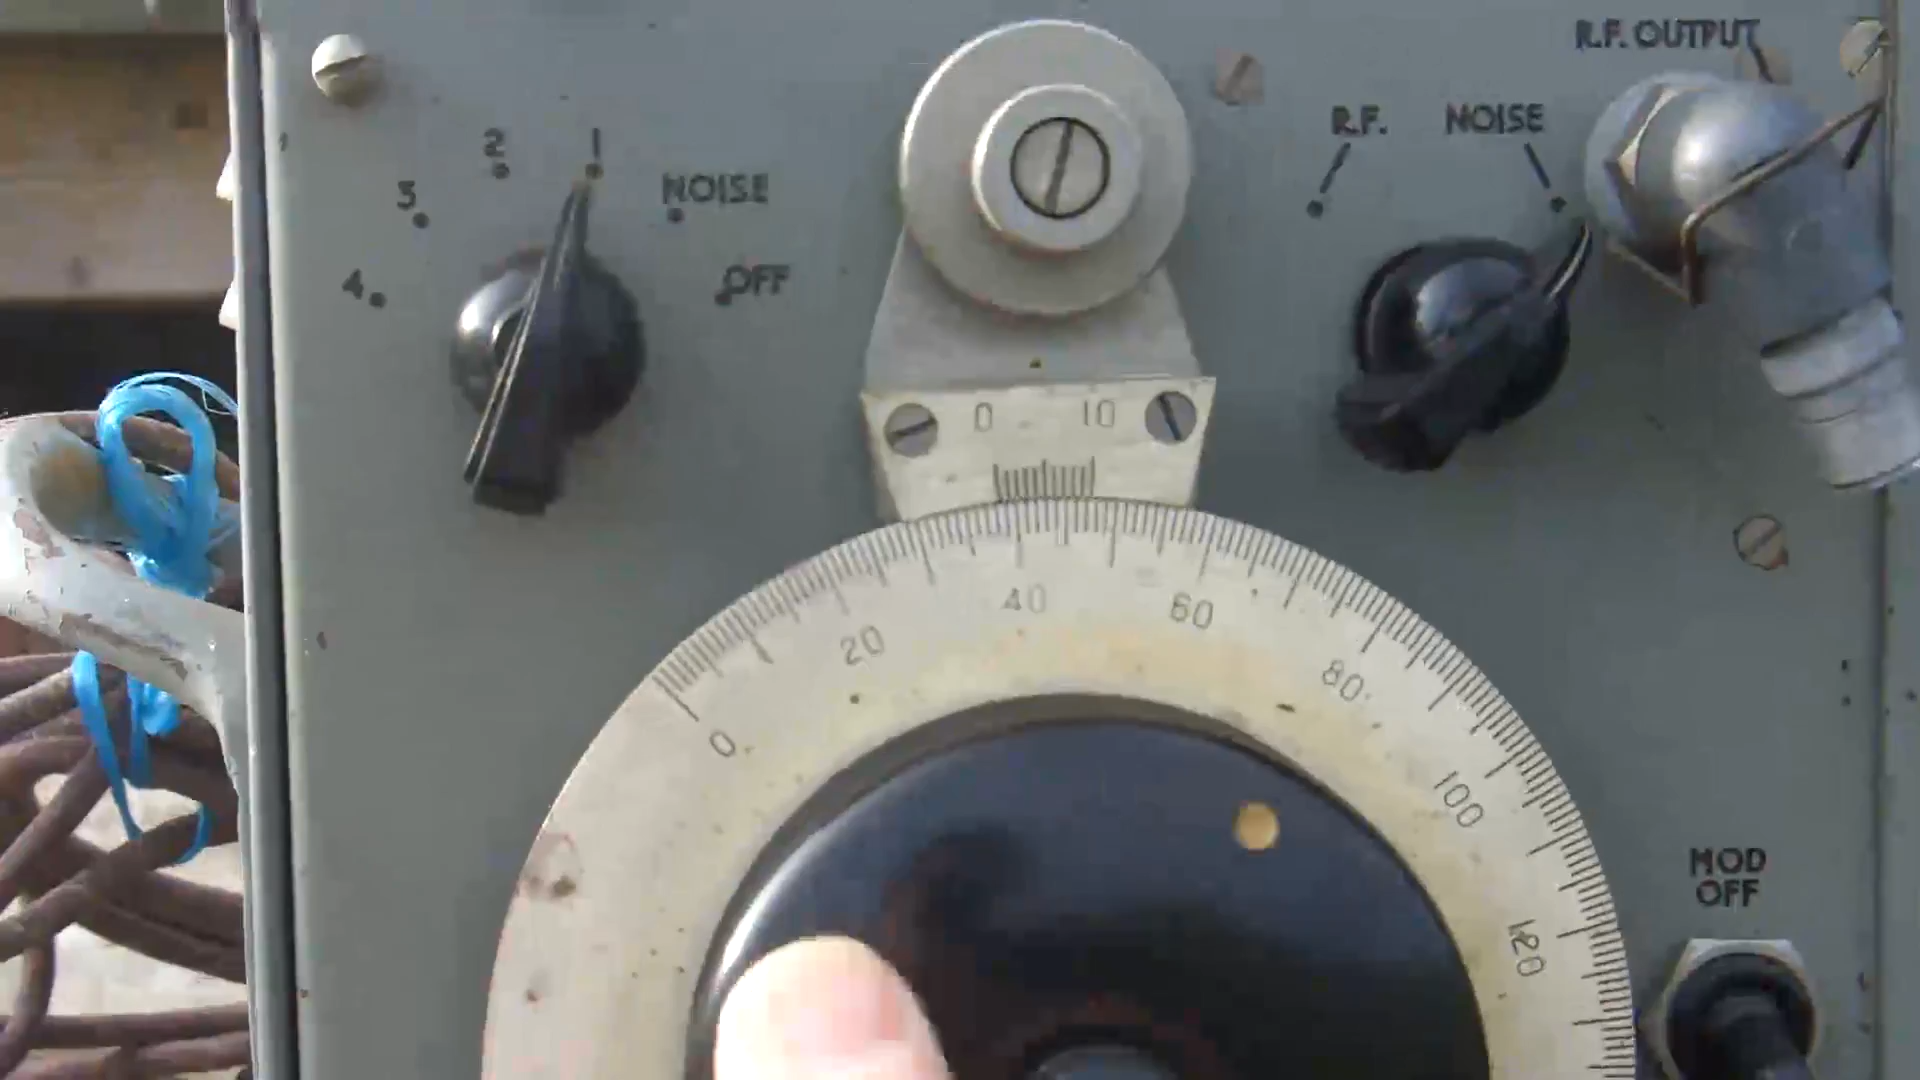 R.F. OUTPUT
R.F. NOISE
2 1
3 NOISE
4 OFF
0 10
0 20 40 60 80 100 120
MOD
OFF